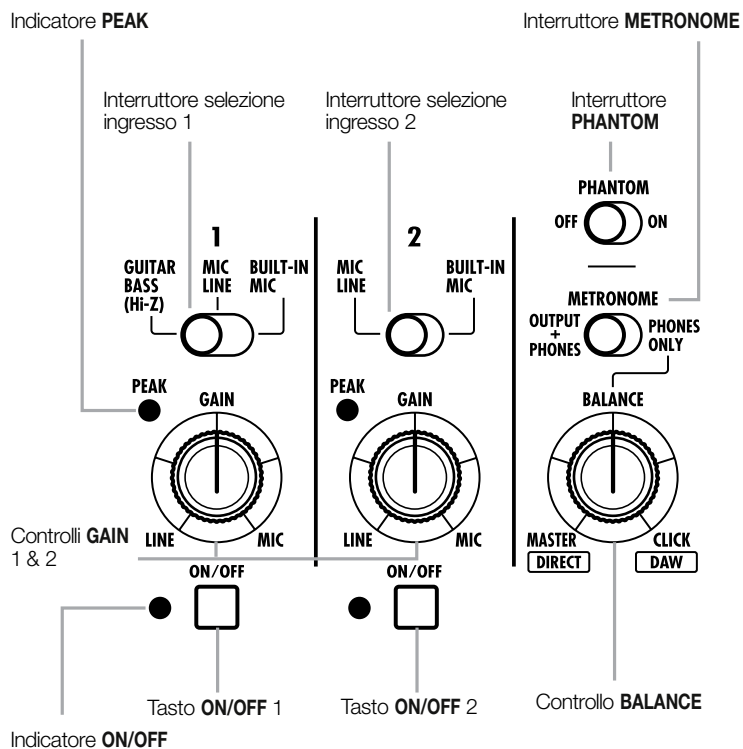 Indicatore PEAK
Interruttore METRONOME
Interruttore selezione
ingresso 1
Interruttore selezione
ingresso 2
Interruttore
PHANTOM
PHANTOM
OFF
ON
1
2
GUITAR
BASS
(Hi-Z)
MIC
LINE
BUILT-IN
MIC
MIC
LINE
BUILT-IN
MIC
METRONOME
OUTPUT
+
PHONES
PHONES
ONLY
PEAK
GAIN
PEAK
GAIN
BALANCE
Controlli GAIN
1 & 2
LINE
MIC
LINE
MIC
MASTER
DIRECT
CLICK
DAW
ON/OFF
ON/OFF
Tasto ON/OFF 1
Tasto ON/OFF 2
Controllo BALANCE
Indicatore ON/OFF